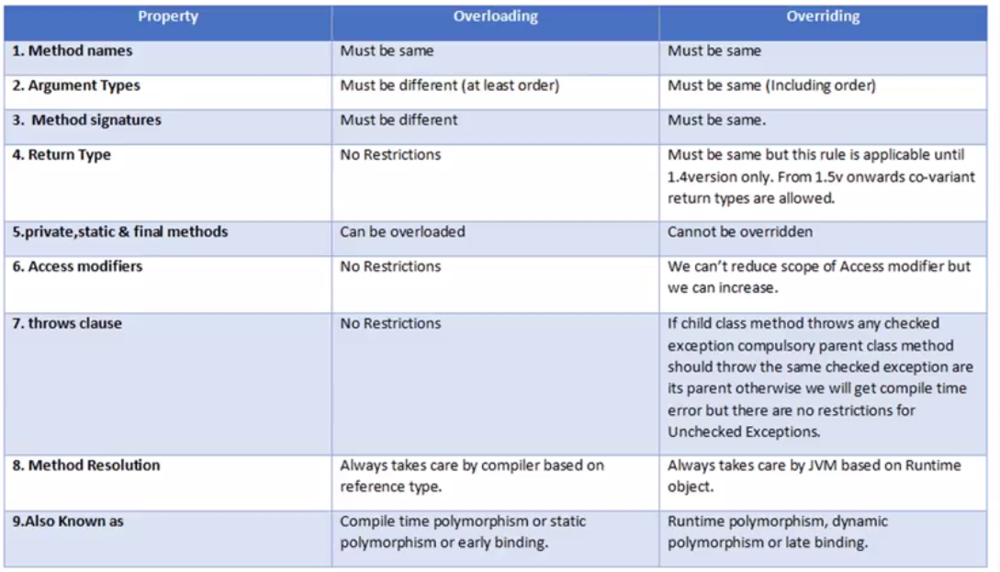 Property Overloading Overriding
1. Method names Must be same Must be same
2. Argument Types Must be different (at least order) Must be same (Including order)
3. Method signatures Must be different Must be same.
4. Return Type No Restrictions Must be same but this rule is applicable until
1.4version only. From 1.5v onwards co-variant
return types are allowed.
5.private,static & final methods Can be overloaded Cannot be overridden
6. Access modifiers No Restrictions We can't reduce scope of Access modifier but
we can increase.
7. throws clause No Restrictions If child class method throws any checked
exception compulsory parent class method
should throw the same checked exception are
its parent otherwise we will get compile time
error but there are no restrictions for
Unchecked Exceptions.
8. Method Resolution Always takes care by compiler based on Always takes care by JVM based on Runtime
reference type. object.
9.Also Known as Compile time polymorphism or static Runtime polymorphism, dynamic
polymorphism or early binding. polymorphism or late binding.